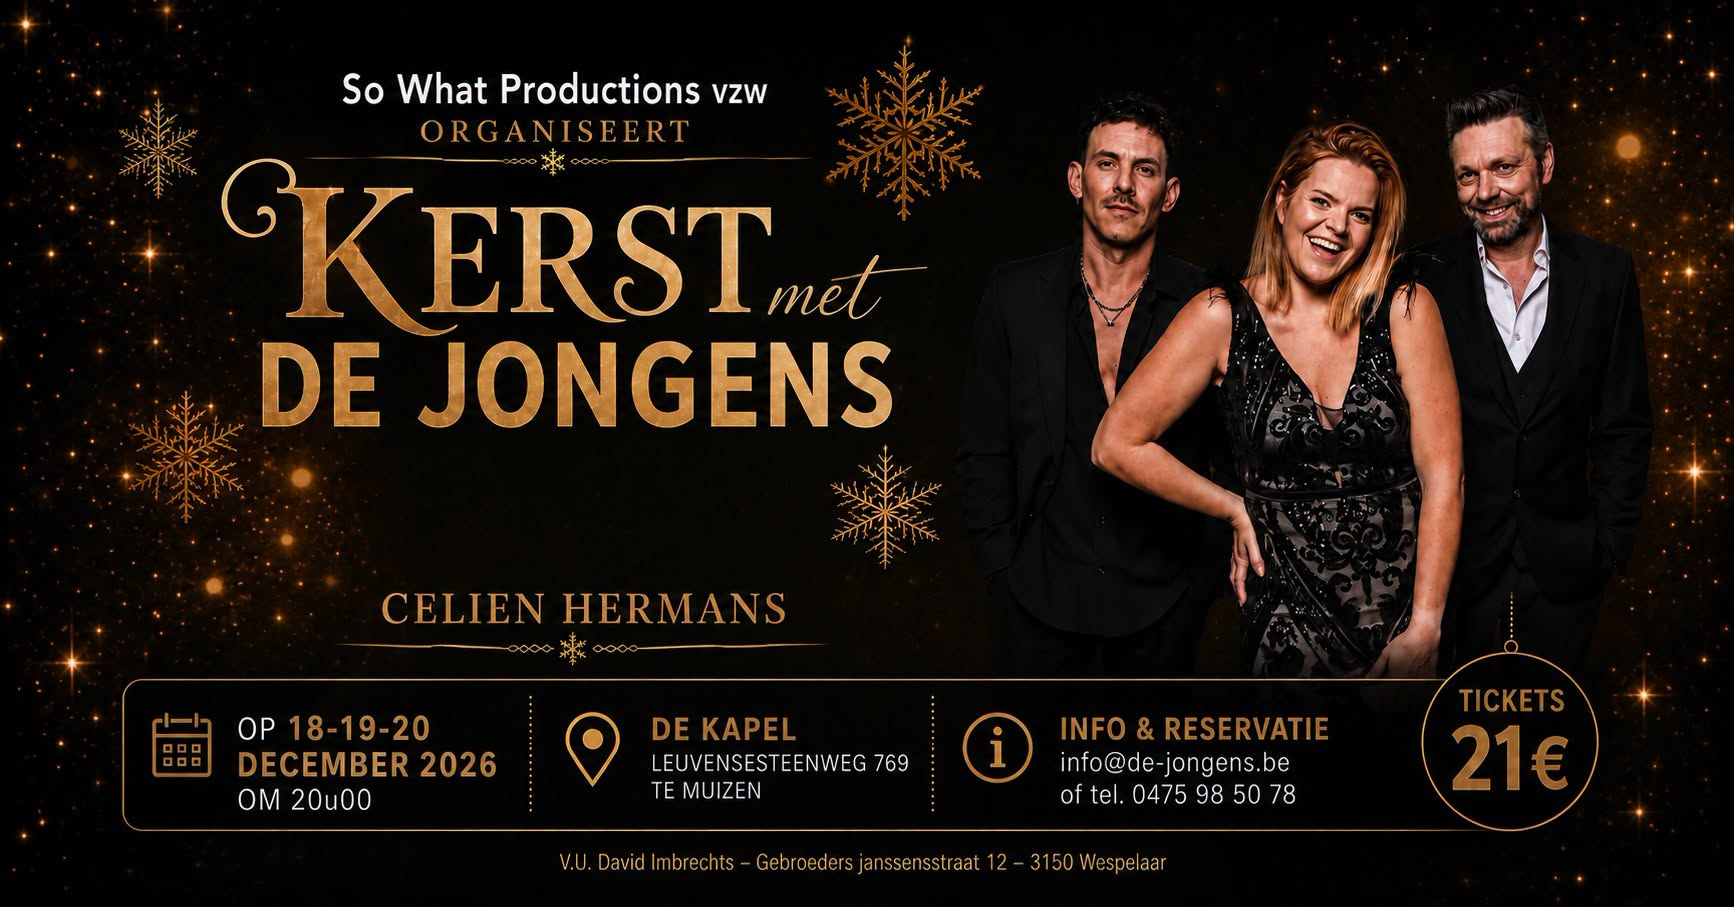 So What Productions vzw
ORGANISEERT
KERST met
DE JONGENS
CELIEN HERMANS
OP 18-19-20
DECEMBER 2026
OM 20u00
DE KAPEL
LEUVENSESTEENWEG 769
TE MUIZEN
INFO & RESERVATIE
info@de-jongens.be
of tel. 0475 98 50 78
TICKETS
21€
V.U. David Imbrechts – Gebroeders janssensstraat 12 – 3150 Wespelaar